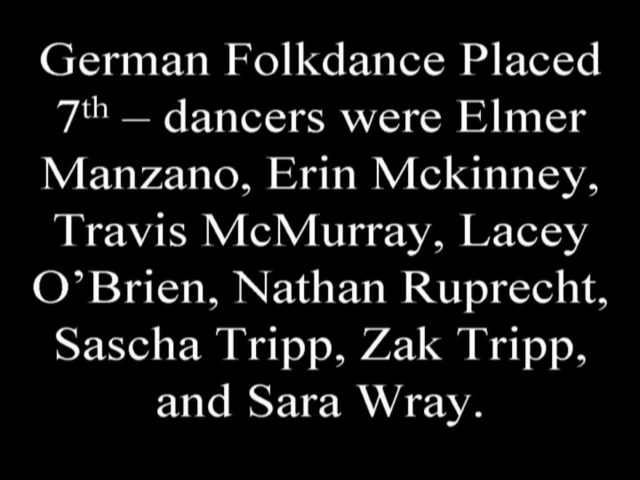 German Folkdance Placed
7th – dancers were Elmer
Manzano, Erin Mckinney,
Travis McMurray, Lacey
O’Brien, Nathan Ruprecht,
Sascha Tripp, Zak Tripp,
and Sara Wray.